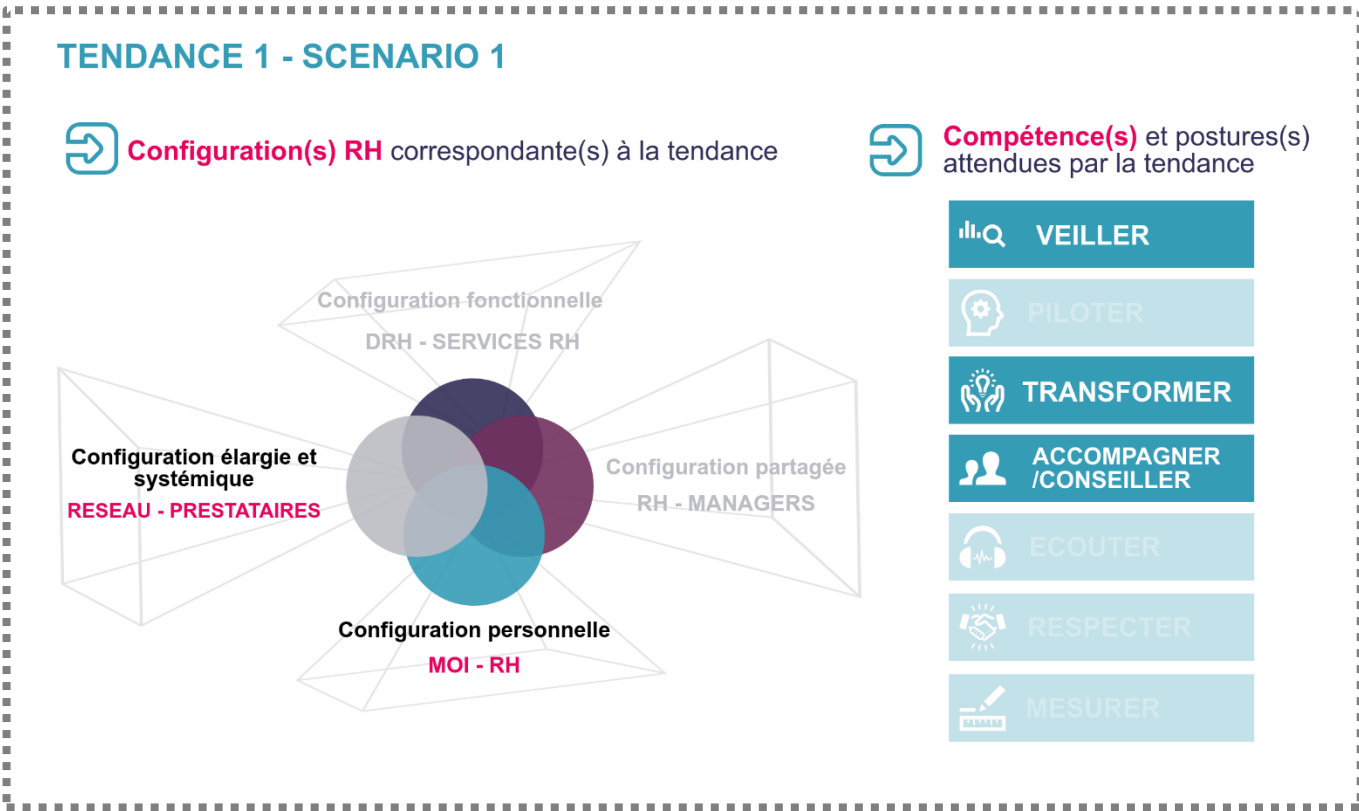 TENDANCE 1 - SCENARIO 1
Configuration(s) RH correspondante(s) à la tendance
Compétence(s) et postures(s)
attendues par la tendance
Configuration fonctionnelle
DRH - SERVICES RH
Configuration élargie et
systémique
RESEAU - PRESTATAIRES
Configuration partagée
RH - MANAGERS
Configuration personnelle
MOI - RH
VEILLER
PILOTER
TRANSFORMER
ACCOMPAGNER
/CONSEILLER
ECOUTER
RESPECTER
MESURER